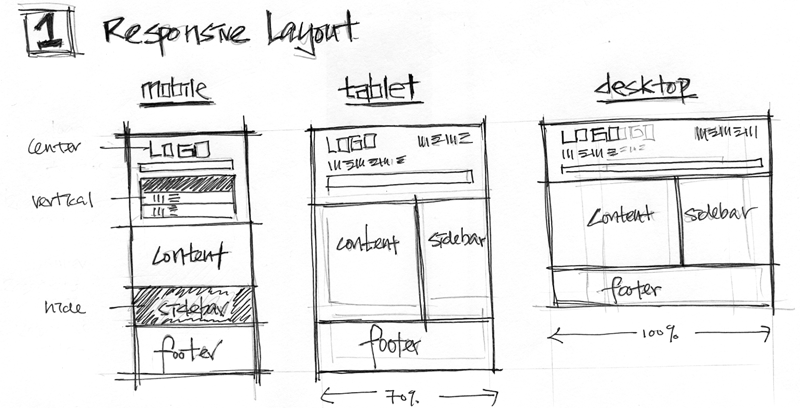 1 Responsive Layout
mobile
center
LOGO
vertical
content
hide
sidebar
footer
tablet
LOGO
content
sidebar
footer
70%
desktop
LOGO
content
sidebar
footer
100%